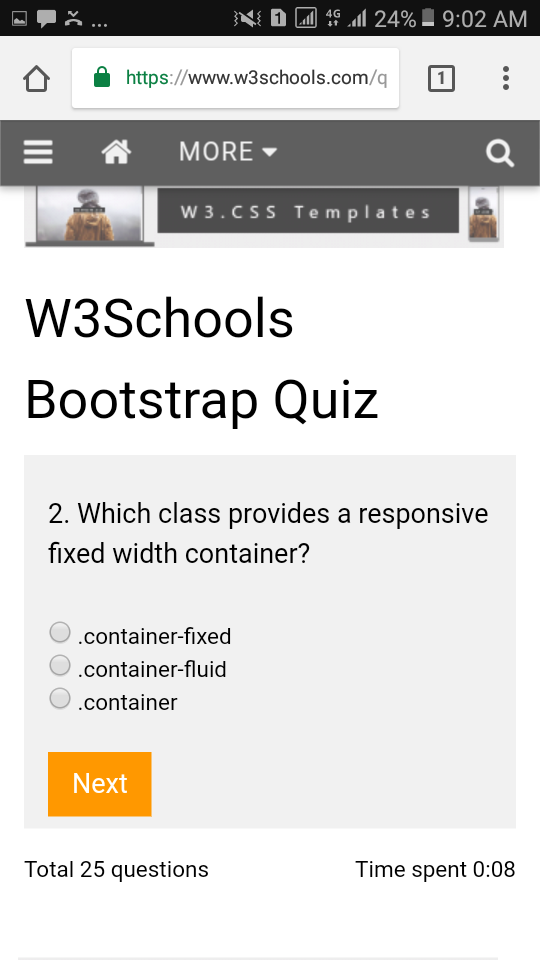 ... 1 4G 24% 9:02 AM
https://www.w3schools.com/q 1
MORE
W3.CSS Templates
W3Schools
Bootstrap Quiz
2. Which class provides a responsive
fixed width container?
.container-fixed
.container-fluid
.container
Next
Total 25 questions Time spent 0:08